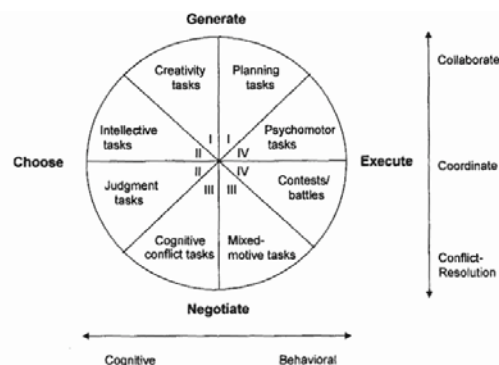 Generate
Creativity
tasks
Planning
tasks
Collaborate
Intellective
tasks
I
I
Psychomotor
tasks
II
IV
Choose
Execute
Coordinate
II
IV
Judgment
tasks
III
III
Contests/
battles
Cognitive
conflict tasks
Mixed-
motive tasks
Conflict-
Resolution
Negotiate
Cognitive
Behavioral